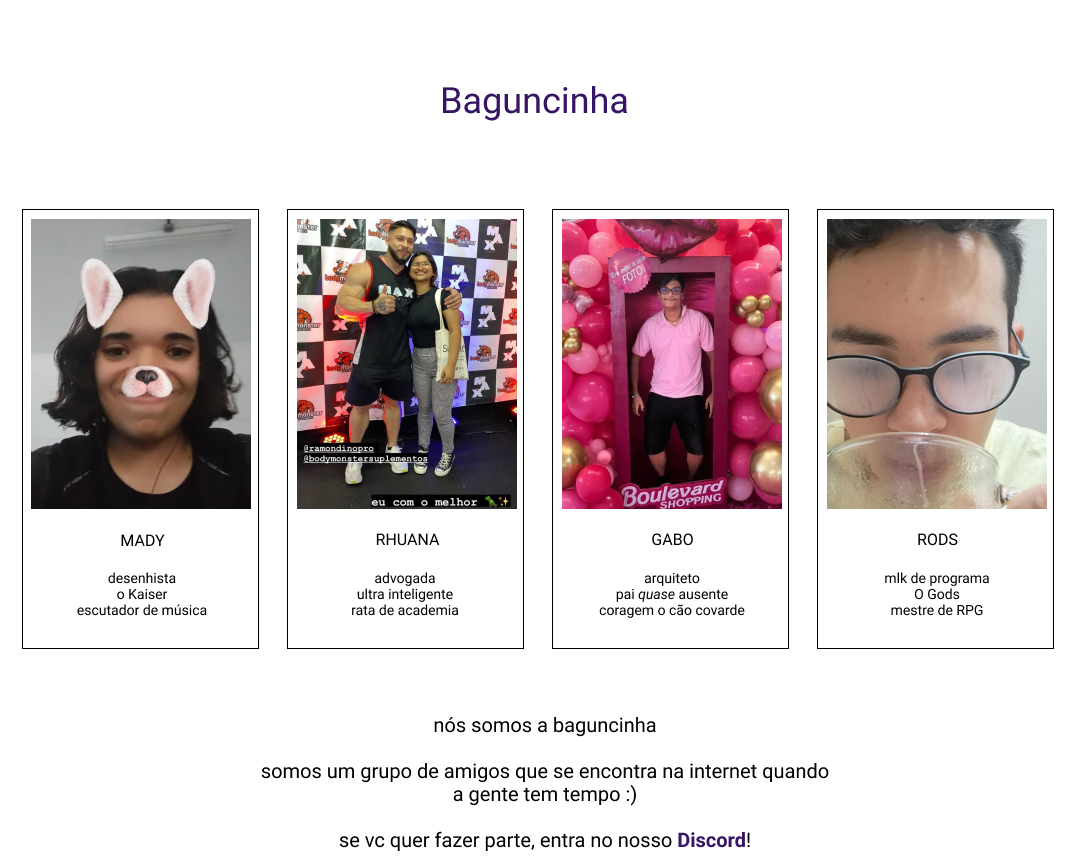 Baguncinha
@ramondinopro
@bodymonstersuplementos
eu com o melhor
FOTO!
Boulevard
SHOPPING
MADY
desenhista
o Kaiser
escutador de música
RHUANA
advogada
ultra inteligente
rata de academia
GABO
arquiteto
pai quase ausente
coragem o cão covarde
RODS
mlk de programa
O Gods
mestre de RPG
nós somos a baguncinha
somos um grupo de amigos que se encontra na internet quando
a gente tem tempo :)
se vc quer fazer parte, entra no nosso Discord!